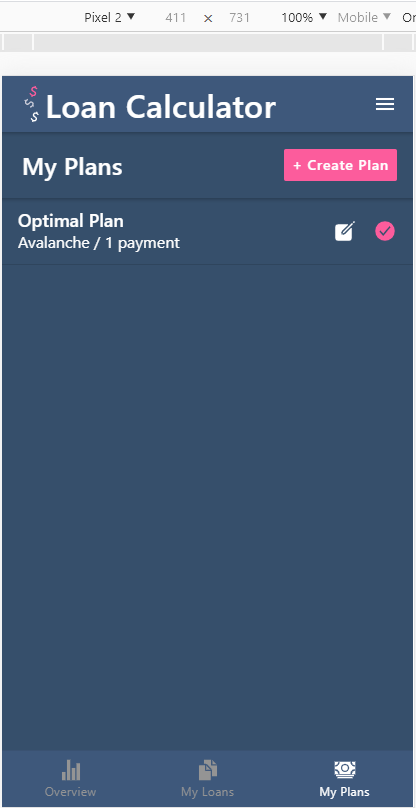 Pixel 2 ▼ 411 × 731 100% ▼ Mobile ▼ On
$ $ $ Loan Calculator
My Plans + Create Plan
Optimal Plan
Avalanche / 1 payment
Overview My Loans My Plans